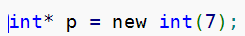 int* p = new int(7);